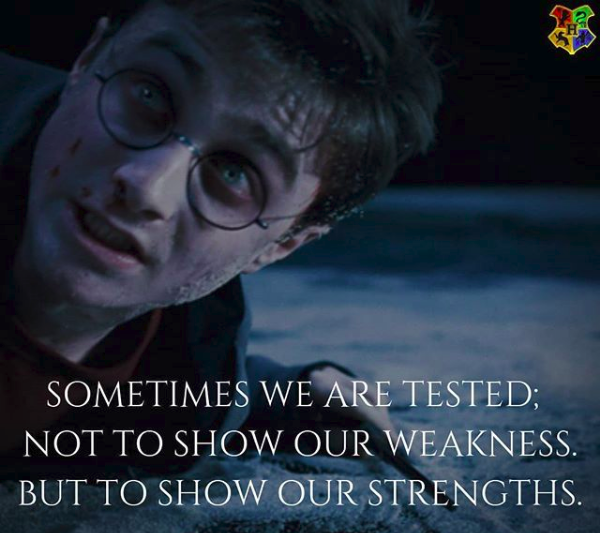 SOMETIMES WE ARE TESTED;
NOT TO SHOW OUR WEAKNESS.
BUT TO SHOW OUR STRENGTHS.